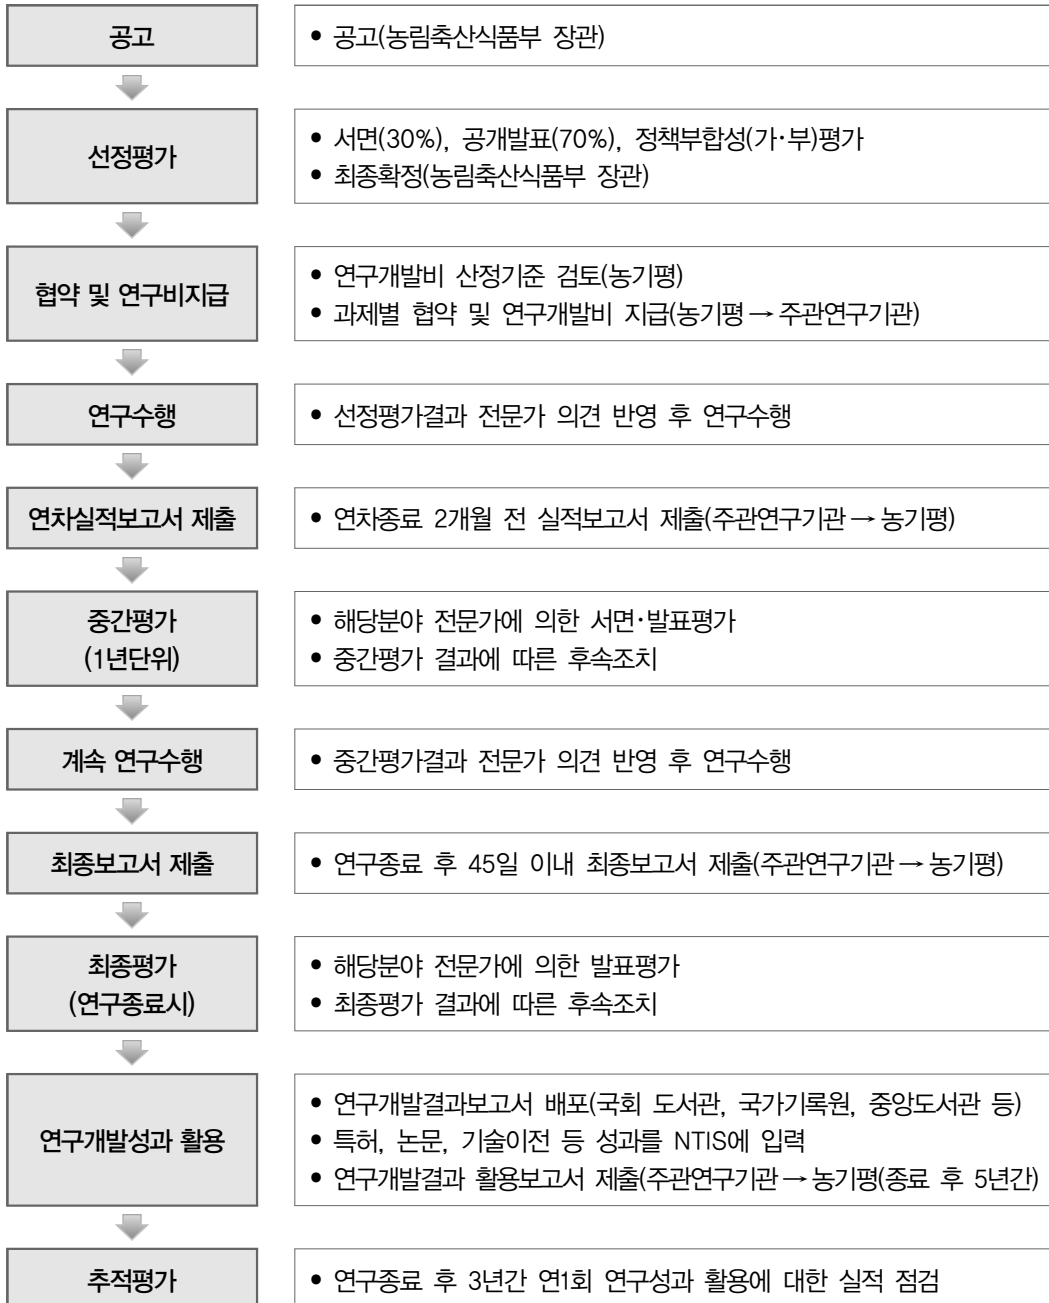 공고
• 공고(농림축산식품부 장관)
선정평가
• 서면(30%), 공개발표(70%), 정책부합성(가·부)평가
• 최종확정(농림축산식품부 장관)
협약 및 연구비지급
• 연구개발비 산정기준 검토(농기평)
• 과제별 협약 및 연구개발비 지급(농기평→주관연구기관)
연구수행
• 선정평가결과 전문가 의견 반영 후 연구수행
연차실적보고서 제출
• 연차종료 2개월 전 실적보고서 제출(주관연구기관→농기평)
중간평가
(1년단위)
• 해당분야 전문가에 의한 서면·발표평가
• 중간평가 결과에 따른 후속조치
계속 연구수행
• 중간평가결과 전문가 의견 반영 후 연구수행
최종보고서 제출
• 연구종료 후 45일 이내 최종보고서 제출(주관연구기관→농기평)
최종평가
(연구종료시)
• 해당분야 전문가에 의한 발표평가
• 최종평가 결과에 따른 후속조치
연구개발성과 활용
• 연구개발결과보고서 배포(국회 도서관, 국가기록원, 중앙도서관 등)
• 특허, 논문, 기술이전 등 성과를 NTIS에 입력
• 연구개발결과 활용보고서 제출(주관연구기관→농기평(종료 후 5년간)
추적평가
• 연구종료 후 3년간 연1회 연구성과 활용에 대한 실적 점검